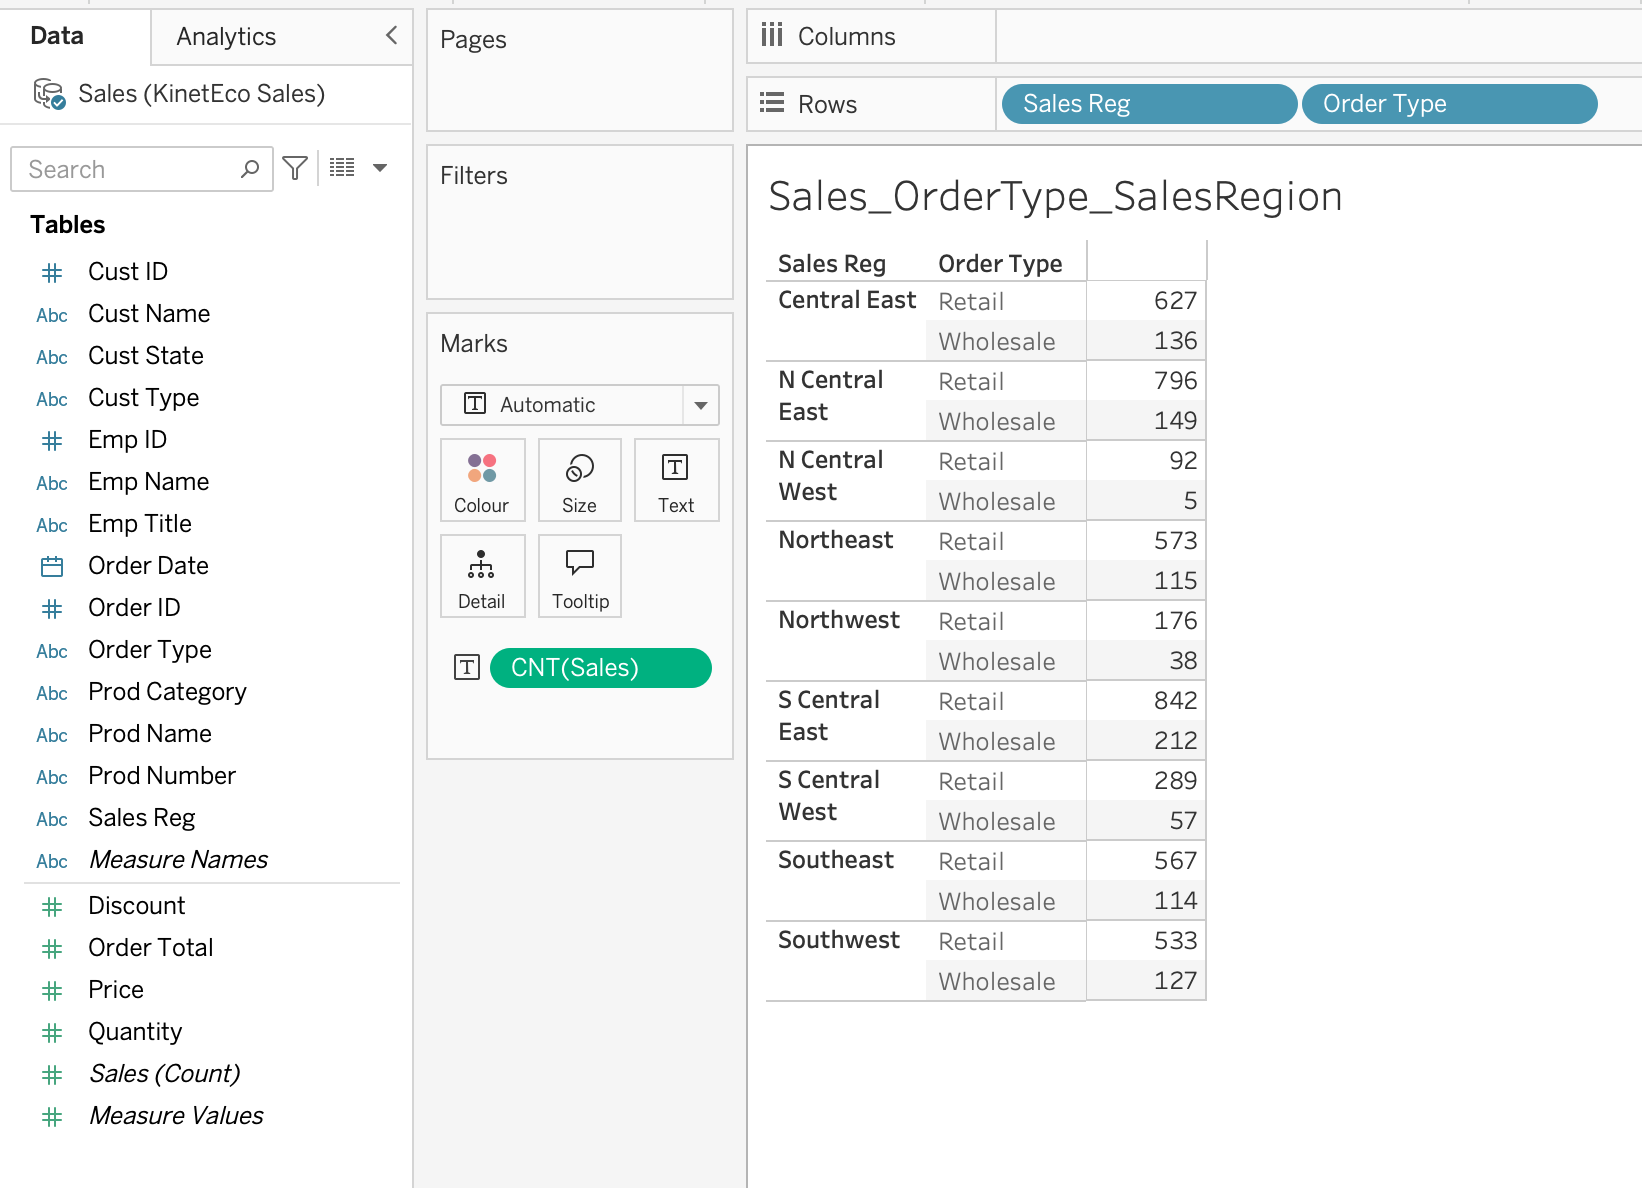 Data
Analytics
Sales (KinetEco Sales)
Search
Tables
Cust ID
Abc Cust Name
Abc Cust State
Abc Cust Type
Emp ID
Abc Emp Name
Abc Emp Title
Order Date
Order ID
Abc Order Type
Abc Prod Category
Abc Prod Name
Abc Prod Number
Abc Sales Reg
Abc Measure Names
Discount
Order Total
Price
Quantity
Sales (Count)
Measure Values
Pages
Filters
Marks
T Automatic
Colour Size T Text
Detail Tooltip
T CNT(Sales)
Columns
Rows Sales Reg Order Type
Sales_OrderType_SalesRegion
Sales Reg Order Type
Central East Retail 627
Wholesale 136
N Central East Retail 796
Wholesale 149
N Central West Retail 92
Wholesale 5
Northeast Retail 573
Wholesale 115
Northwest Retail 176
Wholesale 38
S Central East Retail 842
Wholesale 212
S Central West Retail 289
Wholesale 57
Southeast Retail 567
Wholesale 114
Southwest Retail 533
Wholesale 127